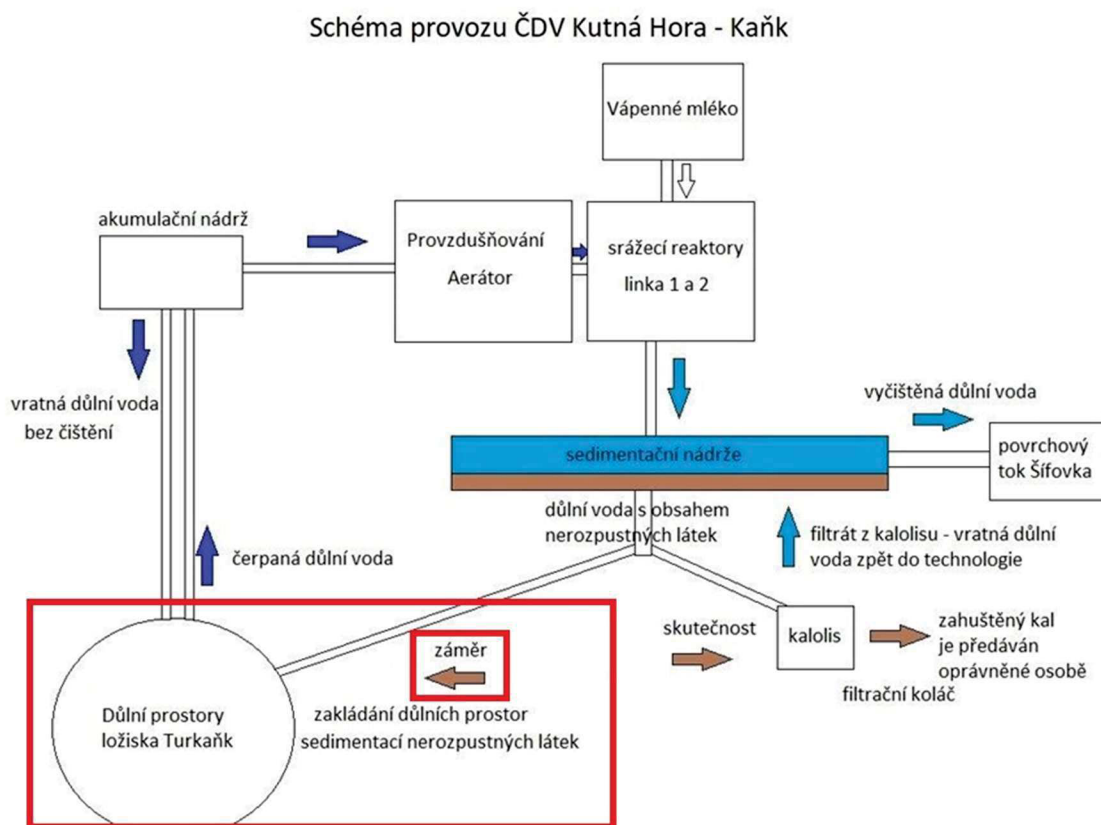 Schéma provozu ČDV Kutná Hora - Kaňk
Vápenné mléko
akumulační nádrž
Provzdušňování
Aerátor
srážecí reaktory
linka 1 a 2
vratná důlní voda
bez čištění
vyčištěná důlní voda
sedimentační nádrže
povrchový
tok Šífovka
důlní voda s obsahem
nerozpustných látek
filtrát z kalolisu - vratná důlní
voda zpět do technologie
čerpaná důlní voda
skutečnost
kalolis
zahuštěný kal
je předáván
oprávněné osobě
filtrační koláč
záměr
zakládání důlních prostor
sedimentací nerozpustných látek
Důlní prostory
ložiska Turkaňk